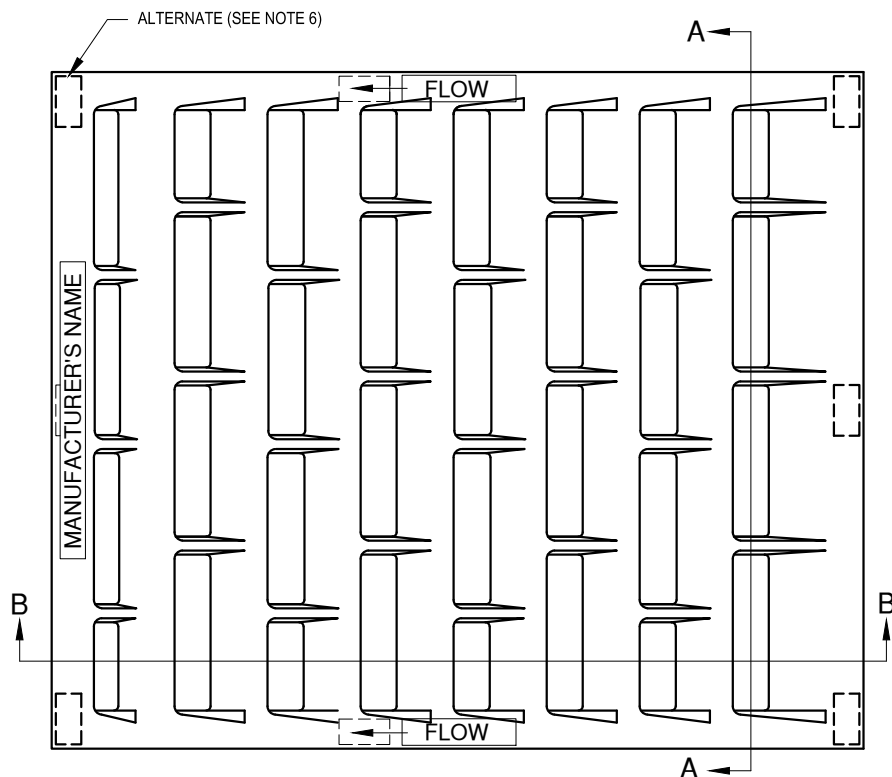 ALTERNATE (SEE NOTE 6)
A
FLOW
MANUFACTURER'S NAME
B
B
FLOW
A